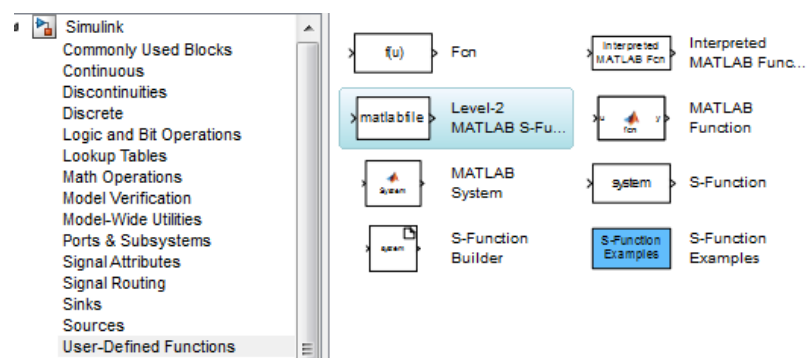 Simulink
Commonly Used Blocks
Continuous
Discontinuities
Discrete
Logic and Bit Operations
Lookup Tables
Math Operations
Model Verification
Model-Wide Utilities
Ports & Subsystems
Signal Attributes
Signal Routing
Sinks
Sources
User-Defined Functions
f(u)
Fcn
Interpreted
MATLAB Fcn
Interpreted
MATLAB Func...
matlabfile
Level-2
MATLAB S-Fu...
u
fcn
y
MATLAB
Function
System
MATLAB
System
system
S-Function
system
S-Function
Builder
S-Function
Examples
S-Function
Examples